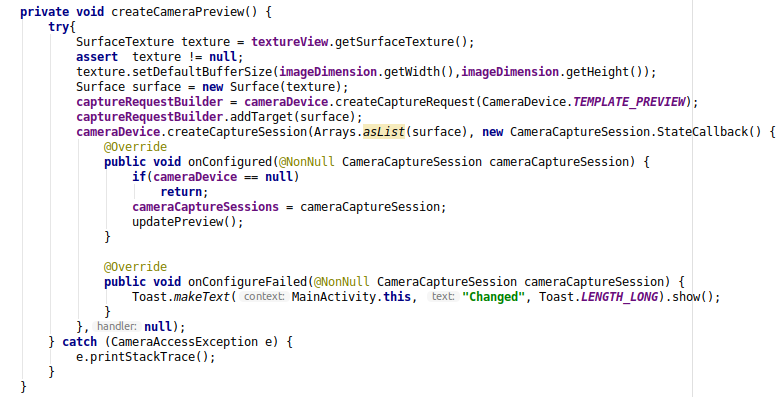 private void createCameraPreview() {
try{
SurfaceTexture texture = textureView.getSurfaceTexture();
assert  texture != null;
texture.setDefaultBufferSize(imageDimension.getWidth(),imageDimension.getHeight());
Surface surface = new Surface(texture);
captureRequestBuilder = cameraDevice.createCaptureRequest(CameraDevice.TEMPLATE_PREVIEW);
captureRequestBuilder.addTarget(surface);
cameraDevice.createCaptureSession(Arrays.asList(surface), new CameraCaptureSession.StateCallback() {
@Override
public void onConfigured(@NonNull CameraCaptureSession cameraCaptureSession) {
if(cameraDevice == null)
return;
cameraCaptureSessions = cameraCaptureSession;
updatePreview();
}
@Override
public void onConfigureFailed(@NonNull CameraCaptureSession cameraCaptureSession) {
Toast.makeText( context: MainActivity.this,  text: "Changed", Toast.LENGTH_LONG).show();
}
}, handler: null);
} catch (CameraAccessException e) {
e.printStackTrace();
}
}